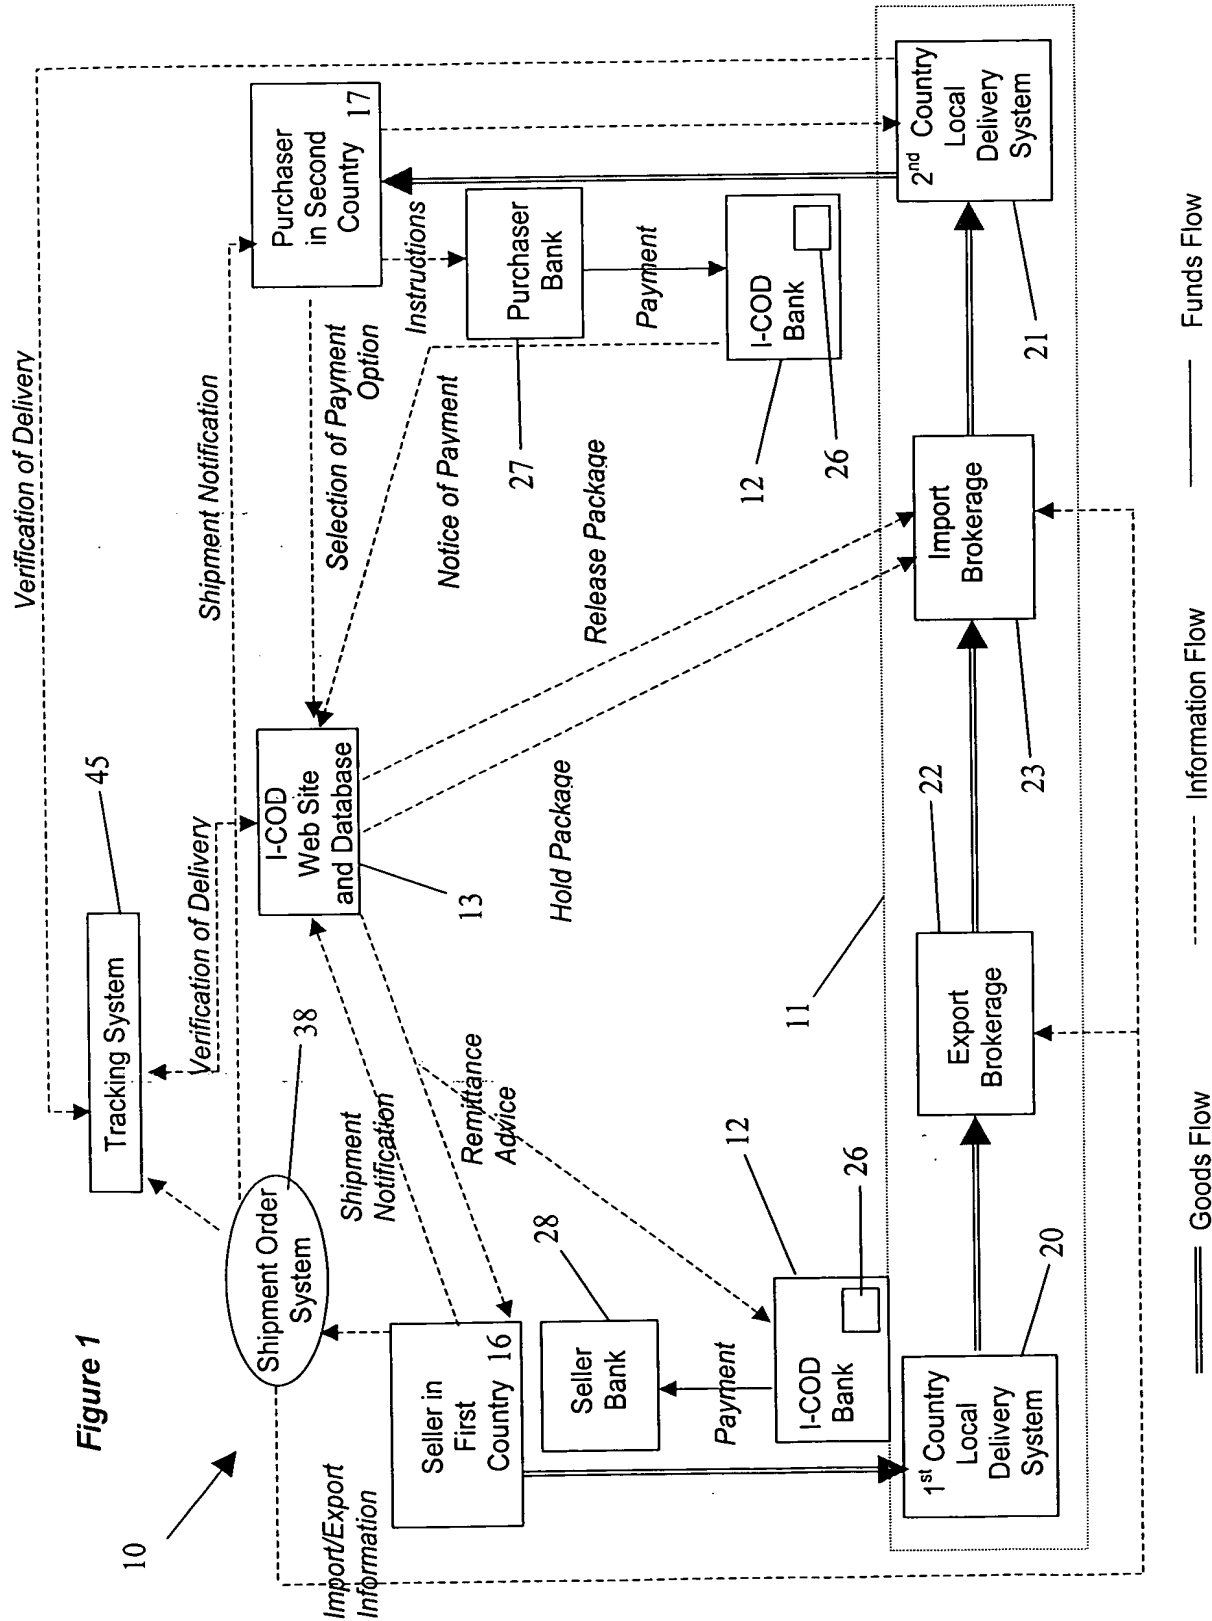 Figure 1
10
Verification of Delivery
Tracking System
45
Shipment Notification
Verification of Delivery
Shipment Order
System
38
Import/Export
Information
I-COD
Web Site
and Database
13
Purchaser
in Second
Country 17
Selection of Payment
Option
Instructions
Shipment
Notification
Remittance
Advice
Notice of Payment
Seller in
First
Country 16
Seller
Bank
28
Payment
I-COD
Bank
12
26
Hold Package
Release Package
Purchaser
Bank
27
Payment
I-COD
Bank
12
26
11
1st Country
Local
Delivery
System
20
Export
Brokerage
22
Import
Brokerage
23
2nd Country
Local
Delivery
System
21
Goods Flow
Information Flow
Funds Flow